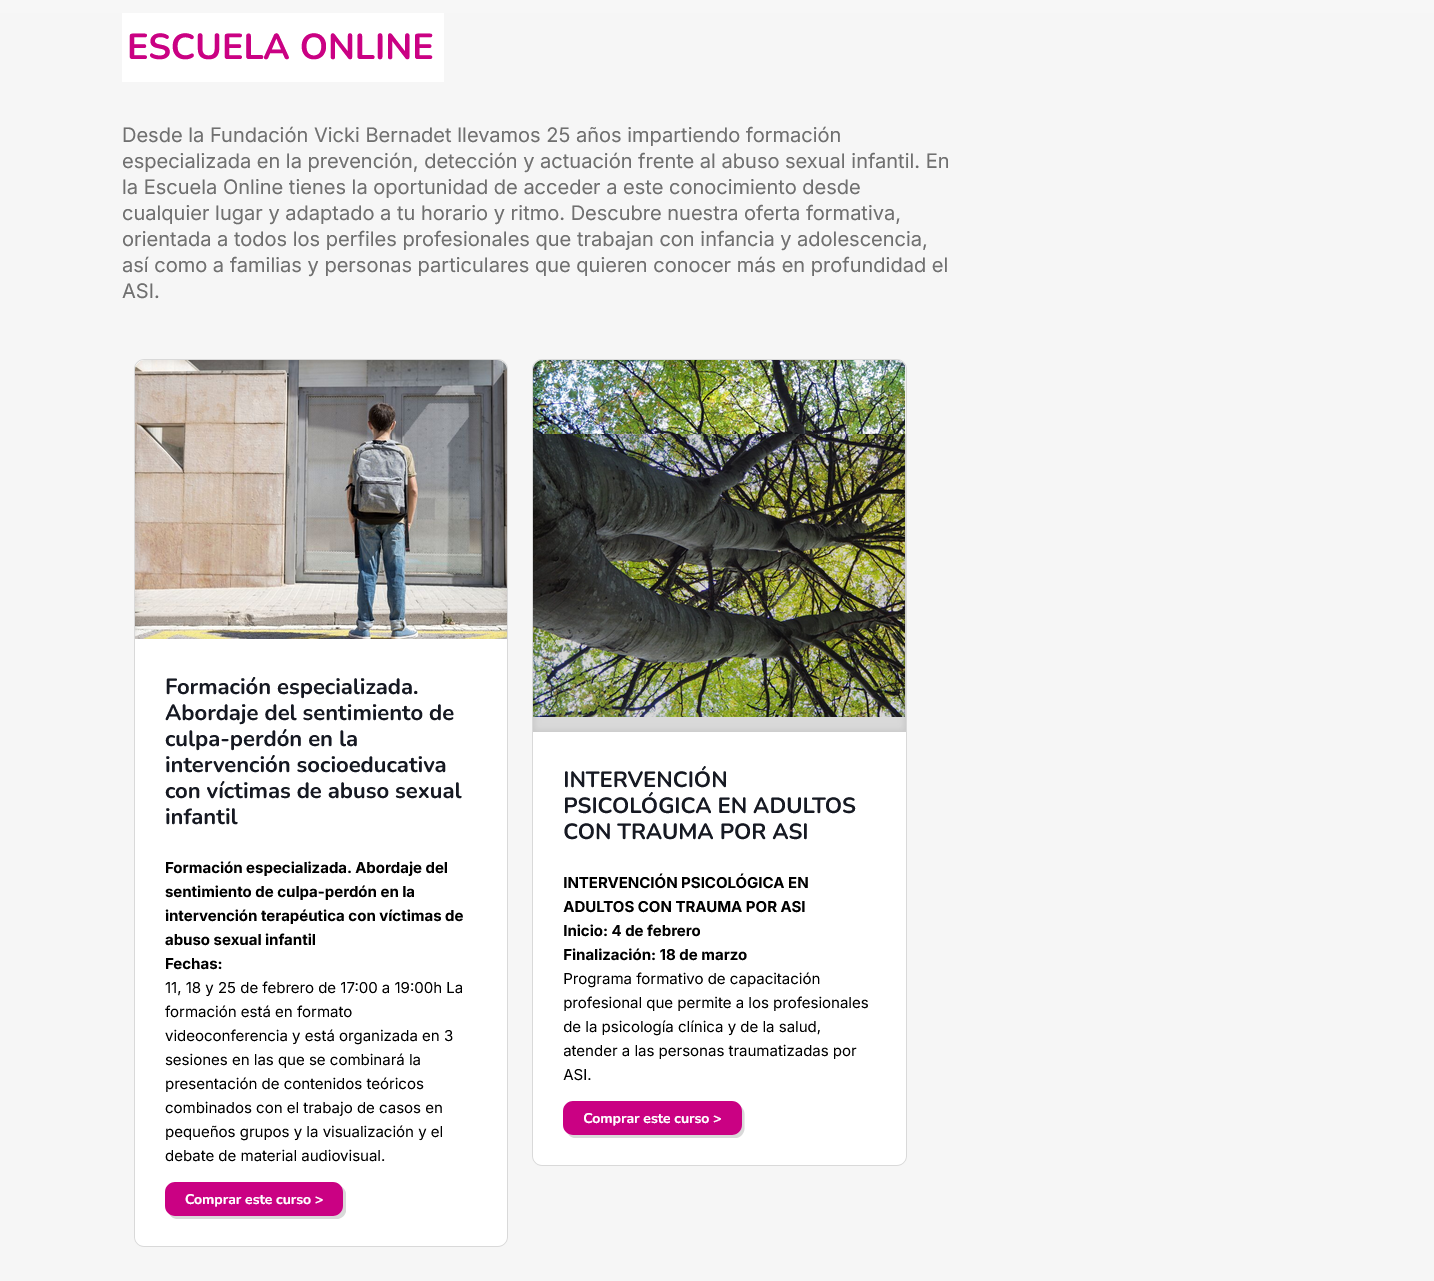 ESCUELA ONLINE
Desde la Fundación Vicki Bernadet llevamos 25 años impartiendo formación
especializada en la prevención, detección y actuación frente al abuso sexual infantil. En
la Escuela Online tienes la oportunidad de acceder a este conocimiento desde
cualquier lugar y adaptado a tu horario y ritmo. Descubre nuestra oferta formativa,
orientada a todos los perfiles profesionales que trabajan con infancia y adolescencia,
así como a familias y personas particulares que quieren conocer más en profundidad el
ASI.
Formación especializada.
Abordaje del sentimiento de
culpa-perdón en la
intervención socioeducativa
con víctimas de abuso sexual
infantil
Formación especializada. Abordaje del
sentimiento de culpa-perdón en la
intervención terapéutica con víctimas de
abuso sexual infantil
Fechas:
11, 18 y 25 de febrero de 17:00 a 19:00h La
formación está en formato
videoconferencia y está organizada en 3
sesiones en las que se combinará la
presentación de contenidos teóricos
combinados con el trabajo de casos en
pequeños grupos y la visualización y el
debate de material audiovisual.
Comprar este curso >
INTERVENCIÓN
PSICOLÓGICA EN ADULTOS
CON TRAUMA POR ASI
INTERVENCIÓN PSICOLÓGICA EN
ADULTOS CON TRAUMA POR ASI
Inicio: 4 de febrero
Finalización: 18 de marzo
Programa formativo de capacitación
profesional que permite a los profesionales
de la psicología clínica y de la salud,
atender a las personas traumatizadas por
ASI.
Comprar este curso >